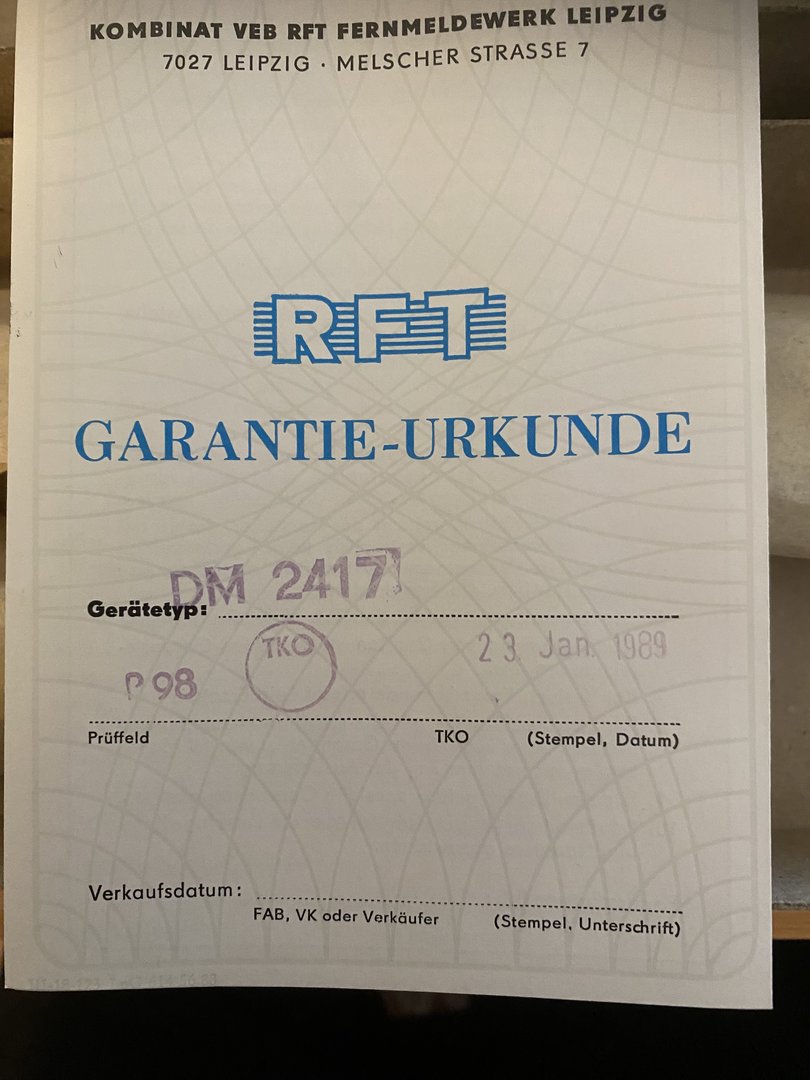 KOMBINAT VEB RFT FERNMELDEWERK LEIPZIG
7027 LEIPZIG · MELSCHER STRASSE 7
RFT
GARANTIE-URKUNDE
DM 2417
Gerätetyp:
TKO 23 Jan. 1989
P 98
Prüffeld TKO (Stempel, Datum)
Verkaufsdatum:
FAB, VK oder Verkäufer (Stempel, Unterschrift)